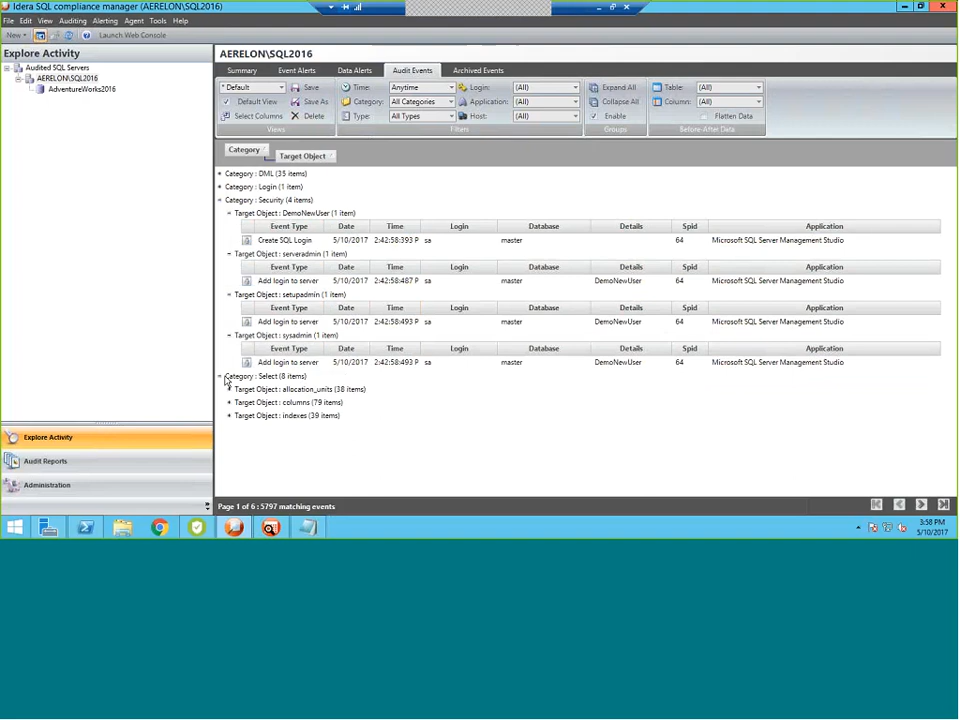 Idera SQL compliance manager (AERELON\SQL2016)
File Edit View Auditing Alerting Agent Tools Help
New Launch Web Console
Explore Activity
Audited SQL Servers
AERELON\SQL2016
AdventureWorks2016
AERELON\SQL2016
Summary Event Alerts Data Alerts Audit Events Archived Events
* Default Save Time: Anytime Login: (All) Expand All Table: (All)
Default View Save As Category: All Categories Application: (All) Collapse All Column: (All)
Select Columns Delete Type: All Types Host: (All) Enable Flatten Data
Views Filters Groups Before-After Data
Category
Target Object
Category : DML (35 items)
Category : Login (1 item)
Category : Security (4 items)
Target Object : DemoNewUser (1 item)
Event Type Date Time Login Database Details Spid Application
Create SQL Login 5/10/2017 2:42:58:393 P sa master 64 Microsoft SQL Server Management Studio
Target Object : serveradmin (1 item)
Event Type Date Time Login Database Details Spid Application
Add login to server 5/10/2017 2:42:58:487 P sa master DemoNewUser 64 Microsoft SQL Server Management Studio
Target Object : setupadmin (1 item)
Event Type Date Time Login Database Details Spid Application
Add login to server 5/10/2017 2:42:58:493 P sa master DemoNewUser 64 Microsoft SQL Server Management Studio
Target Object : sysadmin (1 item)
Event Type Date Time Login Database Details Spid Application
Add login to server 5/10/2017 2:42:58:493 P sa master DemoNewUser 64 Microsoft SQL Server Management Studio
Category : Select (8 items)
Target Object : allocation_units (38 items)
Target Object : columns (79 items)
Target Object : indexes (39 items)
Explore Activity
Audit Reports
Administration
Page 1 of 6 : 5797 matching events
3:58 PM
5/10/2017